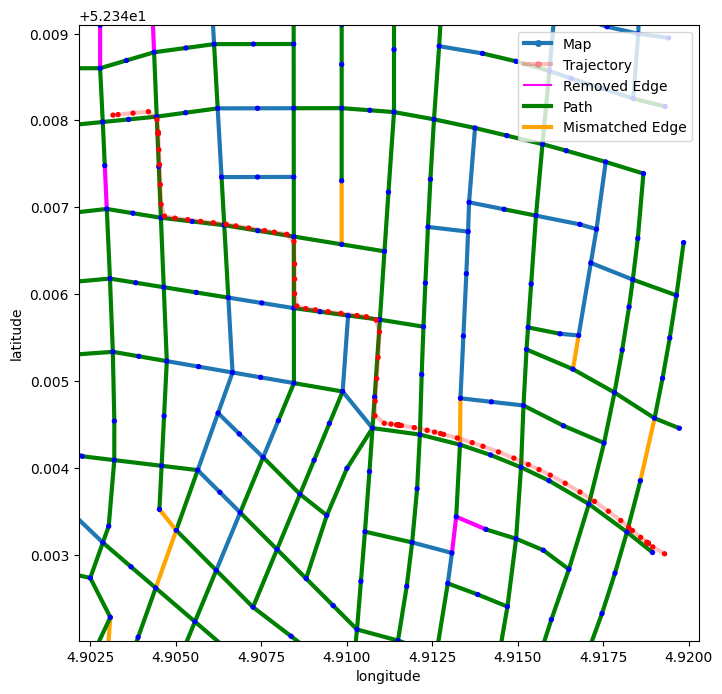 +5.234e1
0.009
0.008
0.007
0.006
0.005
0.004
0.003
latitude
4.9025 4.9050 4.9075 4.9100 4.9125 4.9150 4.9175 4.9200
longitude
Map
Trajectory
Removed Edge
Path
Mismatched Edge